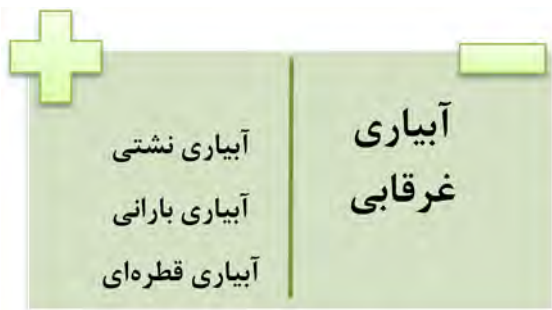 آبیاری
غرقابی
آبیاری نشتی
آبیاری بارانی
آبیاری قطره‌ای